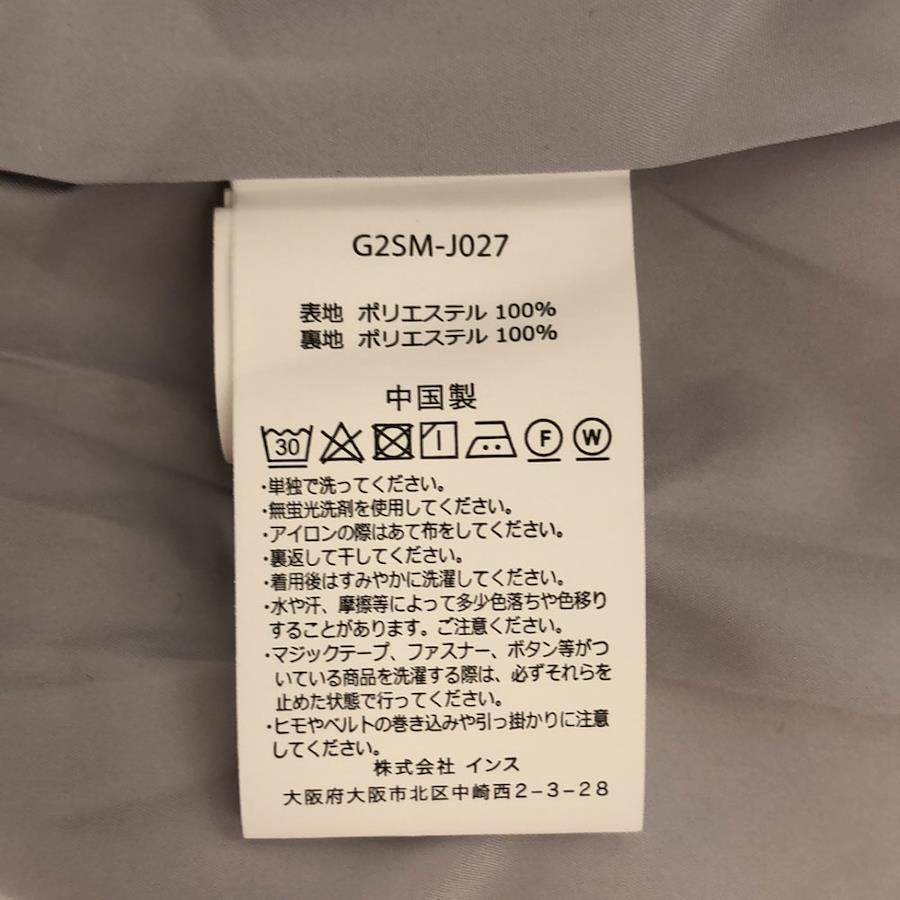 G2SM-J027
表地 ポリエステル 100%
裏地 ポリエステル 100%
中国製
30 F W
・単独で洗ってください。
・無蛍光洗剤を使用してください。
・アイロンの際はあて布をしてください。
・裏返して干してください。
・着用後はすみやかに洗濯してください。
・水や汗、摩擦等によって多少色落ちや色移り
することがあります。ご注意ください。
・マジックテープ、ファスナー、ボタン等がつ
いている商品を洗濯する際は、必ずそれらを
止めた状態で行ってください。
・ヒモやベルトの巻き込みや引っ掛かりに注意
してください。
株式会社 インス
大阪府大阪市北区中崎西2-3-28